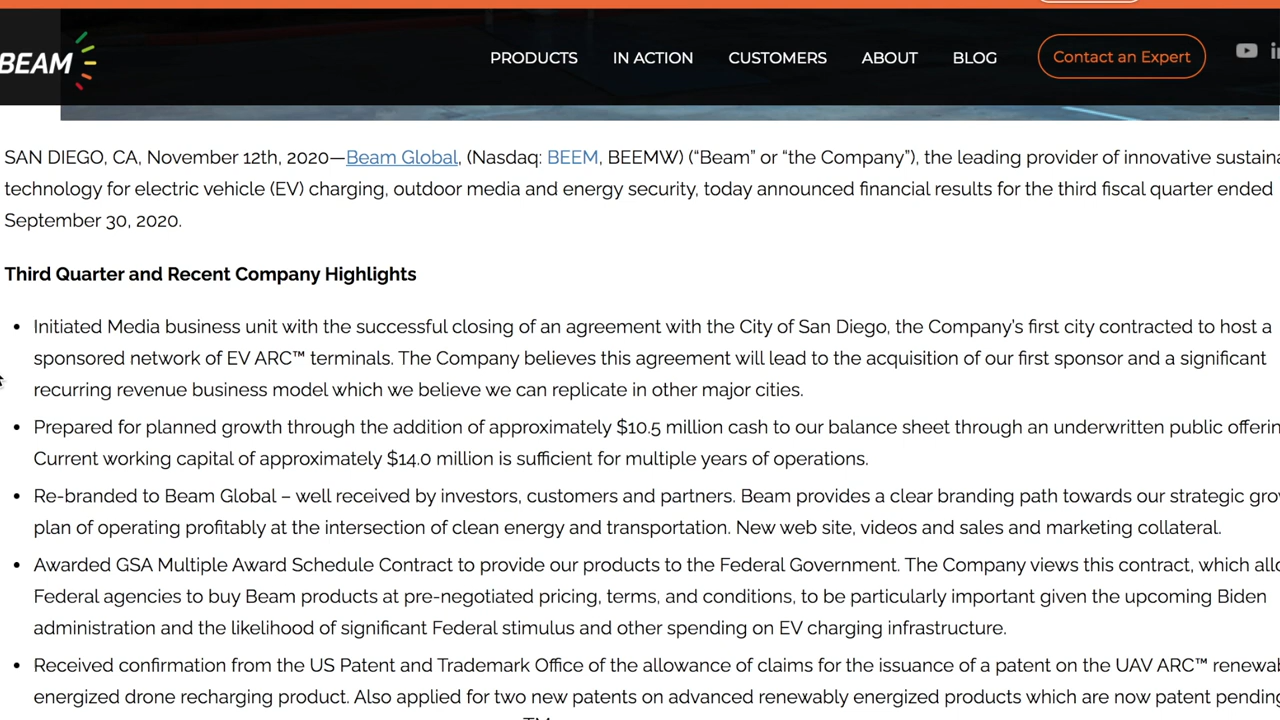 BEAM
PRODUCTS IN ACTION CUSTOMERS ABOUT BLOG Contact an Expert
SAN DIEGO, CA, November 12th, 2020—Beam Global, (Nasdaq: BEEM, BEEMW) (“Beam” or “the Company”), the leading provider of innovative
technology for electric vehicle (EV) charging, outdoor media and energy security, today announced financial results for the third fiscal quarter ended
September 30, 2020.
Third Quarter and Recent Company Highlights
• Initiated Media business unit with the successful closing of an agreement with the City of San Diego, the Company’s first city contracted to host a
sponsored network of EV ARC™ terminals. The Company believes this agreement will lead to the acquisition of our first sponsor and a significant
recurring revenue business model which we believe we can replicate in other major cities.
• Prepared for planned growth through the addition of approximately $10.5 million cash to our balance sheet through an underwritten public
Current working capital of approximately $14.0 million is sufficient for multiple years of operations.
• Re-branded to Beam Global – well received by investors, customers and partners. Beam provides a clear branding path towards our strategic
plan of operating profitably at the intersection of clean energy and transportation. New web site, videos and sales and marketing collateral.
• Awarded GSA Multiple Award Schedule Contract to provide our products to the Federal Government. The Company views this contract, which
Federal agencies to buy Beam products at pre-negotiated pricing, terms, and conditions, to be particularly important given the upcoming Biden
administration and the likelihood of significant Federal stimulus and other spending on EV charging infrastructure.
• Received confirmation from the US Patent and Trademark Office of the allowance of claims for the issuance of a patent on the UAV ARC™
energized drone recharging product. Also applied for two new patents on advanced renewably energized products which are now patent pending